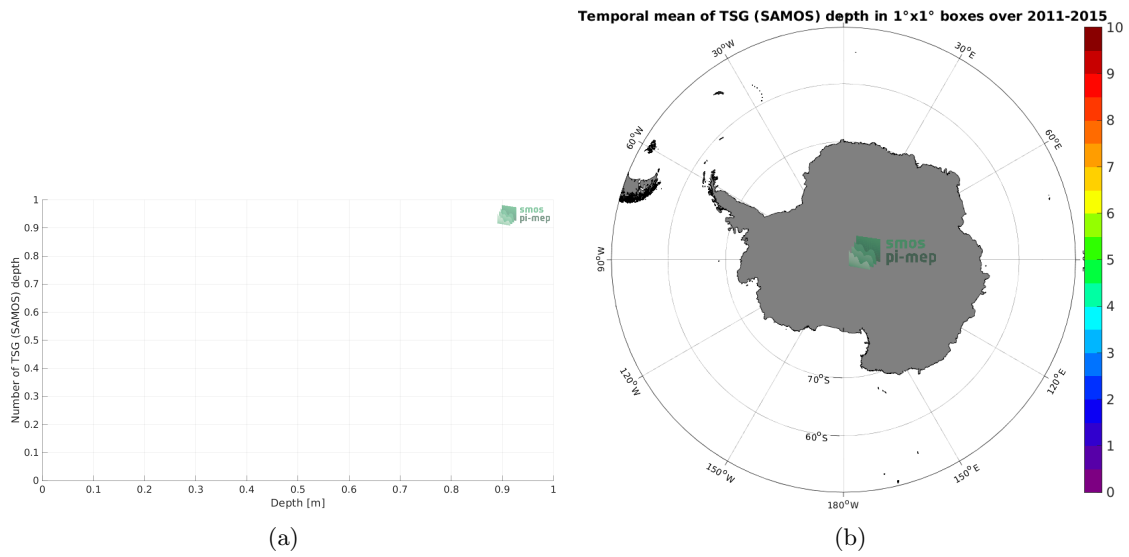 Temporal mean of TSG (SAMOS) depth in 1°x1° boxes over 2011-2015
smos
pi-mep
Number of TSG (SAMOS) depth
1
0.9
0.8
0.7
0.6
0.5
0.4
0.3
0.2
0.1
0
0 0.1 0.2 0.3 0.4 0.5 0.6 0.7 0.8 0.9 1
Depth [m]
(a)
30°W
30°E
60°W
60°E
90°W
smos
pi-mep
120°W
120°E
70°S
60°S
150°W
150°E
180°W
10
9
8
7
6
5
4
3
2
1
0
(b)